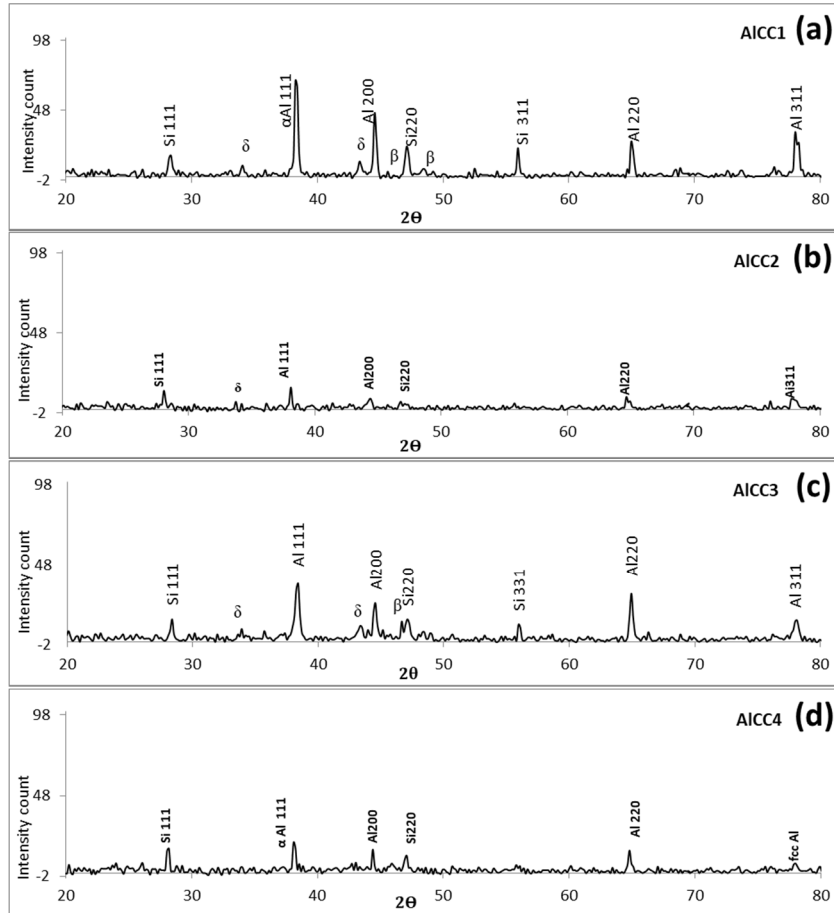 AlCC1 (a)
Intensity count
98
48
-2
Si 111
δ
αAl 111
δ
Al 200
β
Si220
β
Si 311
Al 220
Al 311
20 30 40 50 60 70 80
2Θ
AlCC2 (b)
Intensity count
98
48
-2
Si 111
δ
Al 111
Al200
Si220
Al220
Ai311
20 30 40 50 60 70 80
2Θ
AlCC3 (c)
Intensity count
98
48
-2
Si 111
δ
Al 111
δ
Al200
β
Si220
Si 331
Al220
Al 311
20 30 40 50 60 70 80
2θ
AlCC4 (d)
Intensity count
98
48
-2
Si 111
α Al 111
Al200
Si220
Al 220
fcc Al
20 30 40 50 60 70 80
2Θ